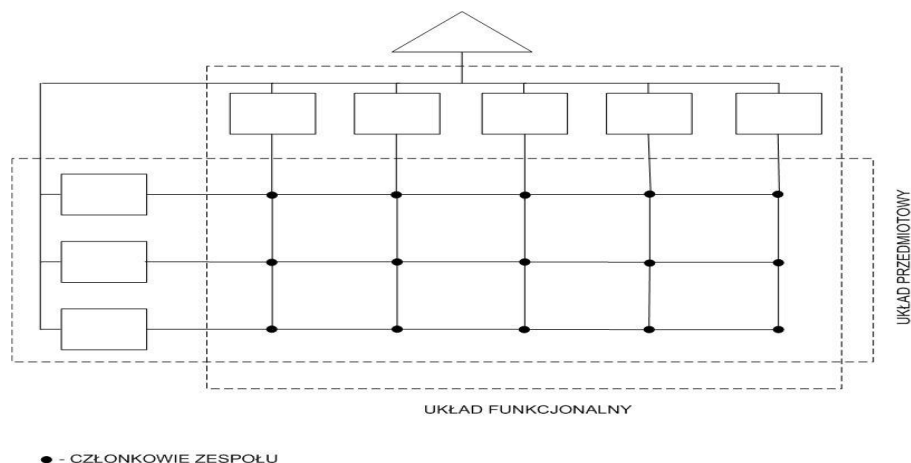 UKŁAD PRZEDMIOTOWY
UKŁAD FUNKCJONALNY
- CZŁONKOWIE ZESPOŁU